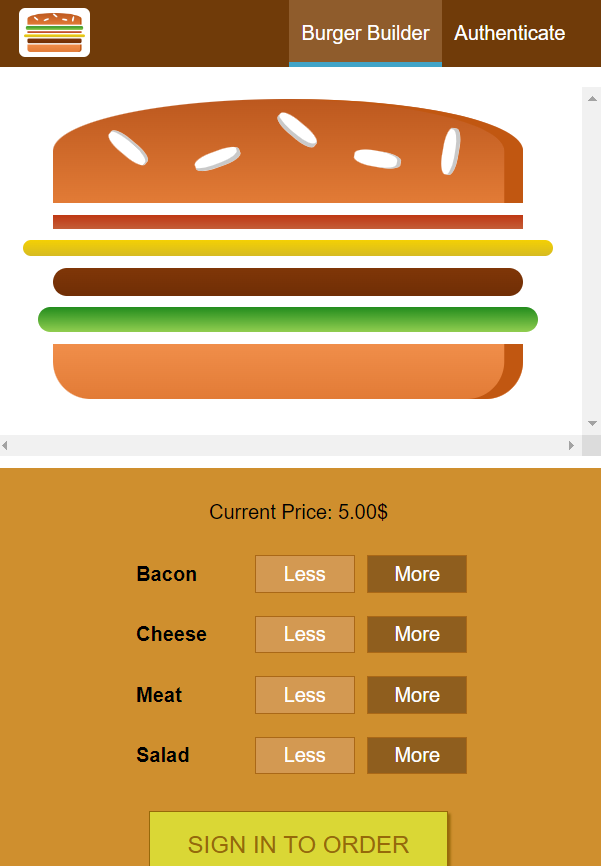 Burger Builder Authenticate
Current Price: 5.00$
Bacon Less More
Cheese Less More
Meat Less More
Salad Less More
SIGN IN TO ORDER